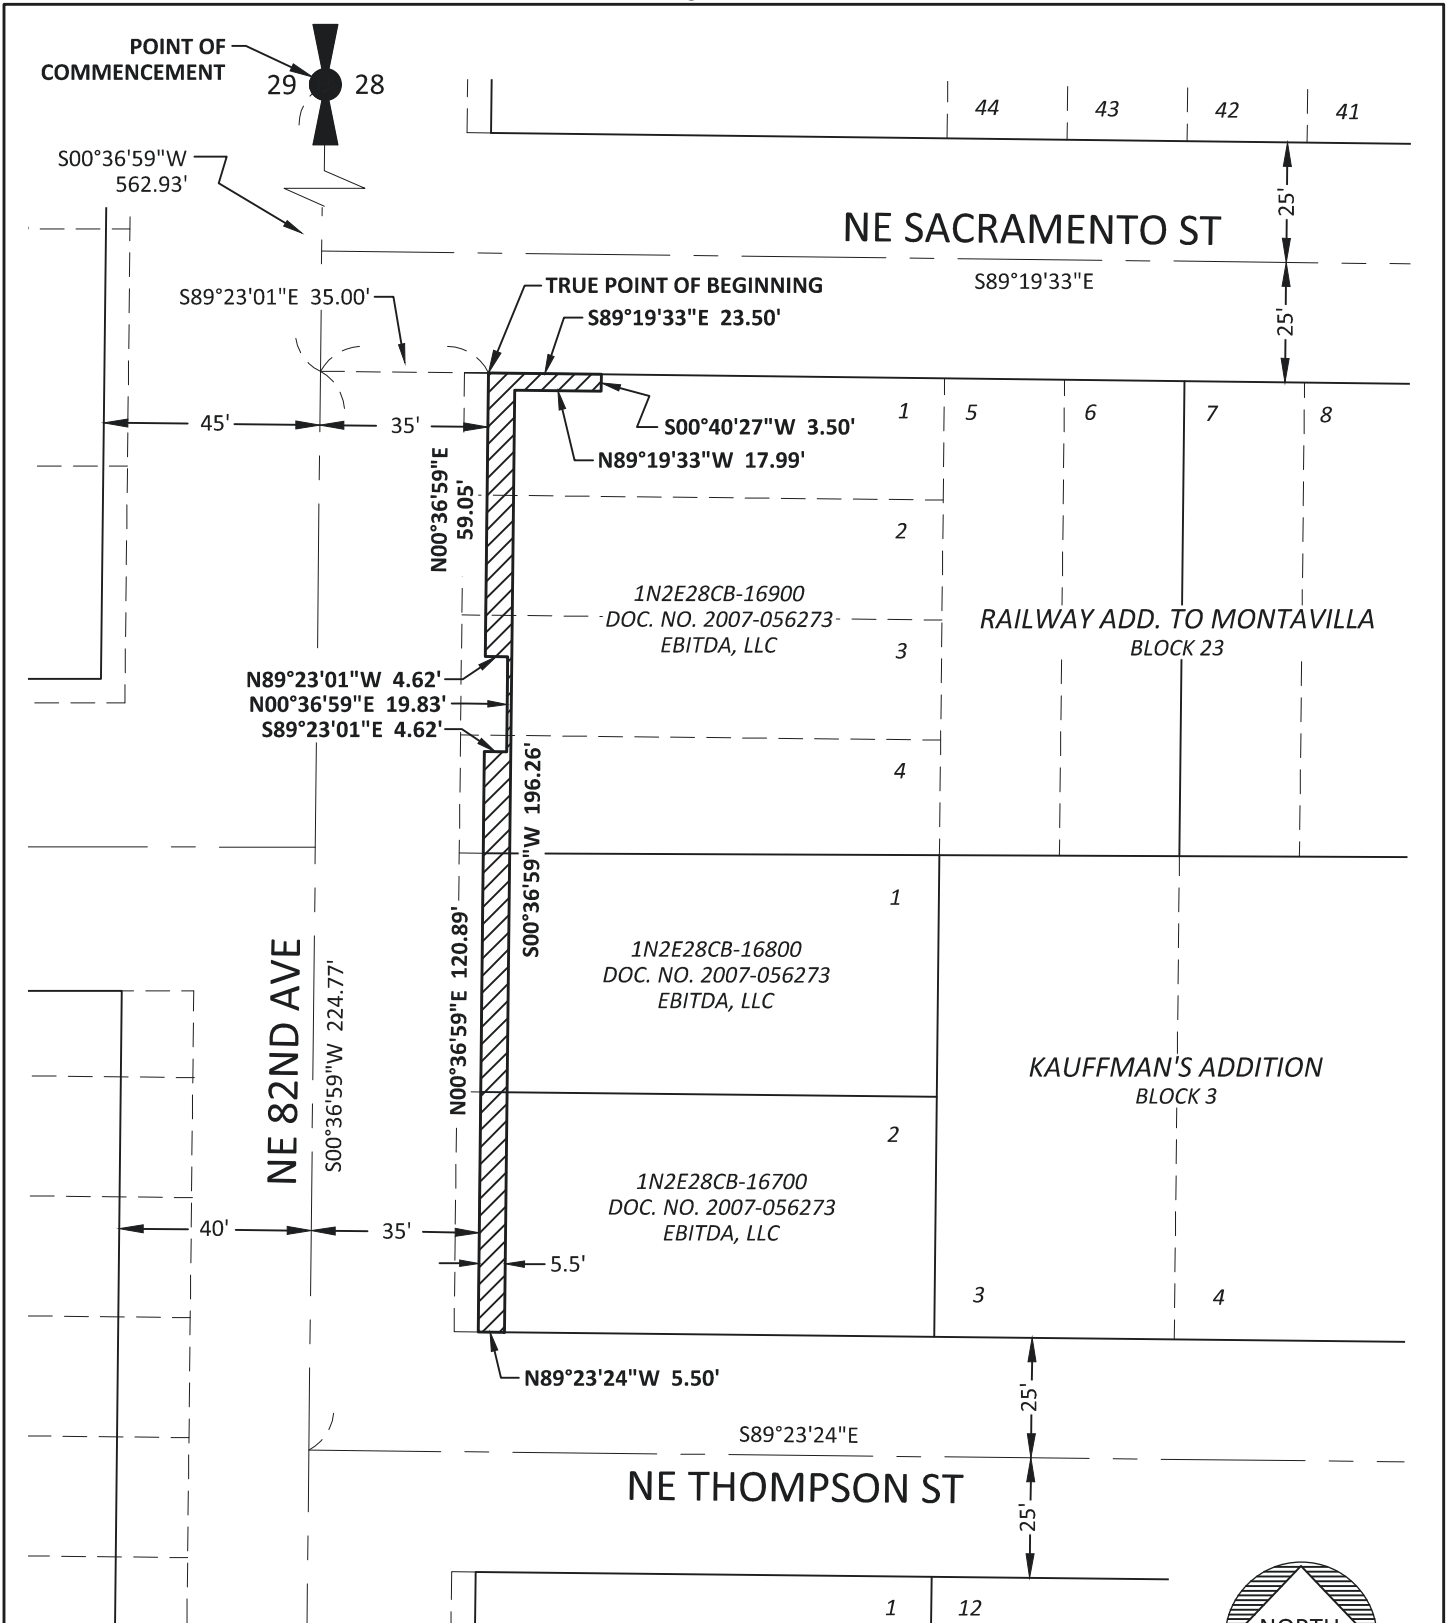 POINT OF
COMMENCEMENT
29
28
S00°36'59"W
562.93'
44
43
42
41
25'
NE SACRAMENTO ST
S89°19'33"E
25'
TRUE POINT OF BEGINNING
S89°23'01"E 35.00'
S89°19'33"E 23.50'
S00°40'27"W 3.50'
N89°19'33"W 17.99'
45'
35'
1
5
6
7
8
N00°36'59"E
59.05'
2
1N2E28CB-16900
DOC. NO. 2007-056273
EBITDA, LLC
3
RAILWAY ADD. TO MONTAVILLA
BLOCK 23
N89°23'01"W 4.62'
N00°36'59"E 19.83'
S89°23'01"E 4.62'
4
S00°36'59"W 196.26'
1
1N2E28CB-16800
DOC. NO. 2007-056273
EBITDA, LLC
NE 82ND AVE
S00°36'59"W 224.77'
N00°36'59"E 120.89'
KAUFFMAN'S ADDITION
BLOCK 3
2
1N2E28CB-16700
DOC. NO. 2007-056273
EBITDA, LLC
40'
35'
5.5'
3
4
N89°23'24"W 5.50'
25'
S89°23'24"E
NE THOMPSON ST
25'
1
12
NORTH